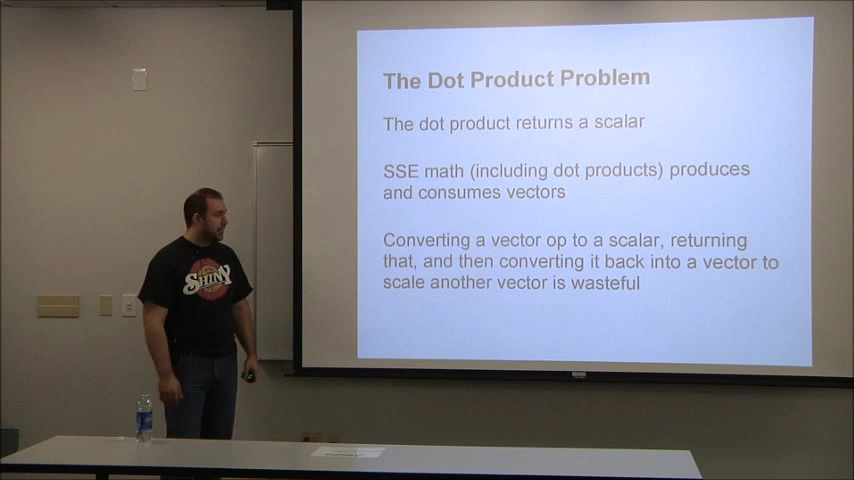 The Dot Product Problem
The dot product returns a scalar
SSE math (including dot products) produces
and consumes vectors
Converting a vector op to a scalar, returning
that, and then converting it back into a vector to
scale another vector is wasteful
SHINY